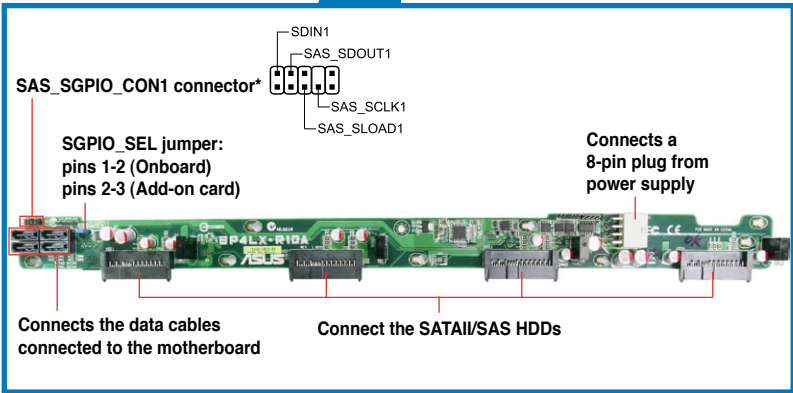 SDIN1
SAS_SDOUT1
SAS_SGPIO_CON1 connector*
SAS_SCLK1
SAS_SLOAD1
SGPIO_SEL jumper:
pins 1-2 (Onboard)
pins 2-3 (Add-on card)
Connects a
8-pin plug from
power supply
BP4LX-R1DA
ASUS
Connects the data cables
connected to the motherboard
Connect the SATAII/SAS HDDs